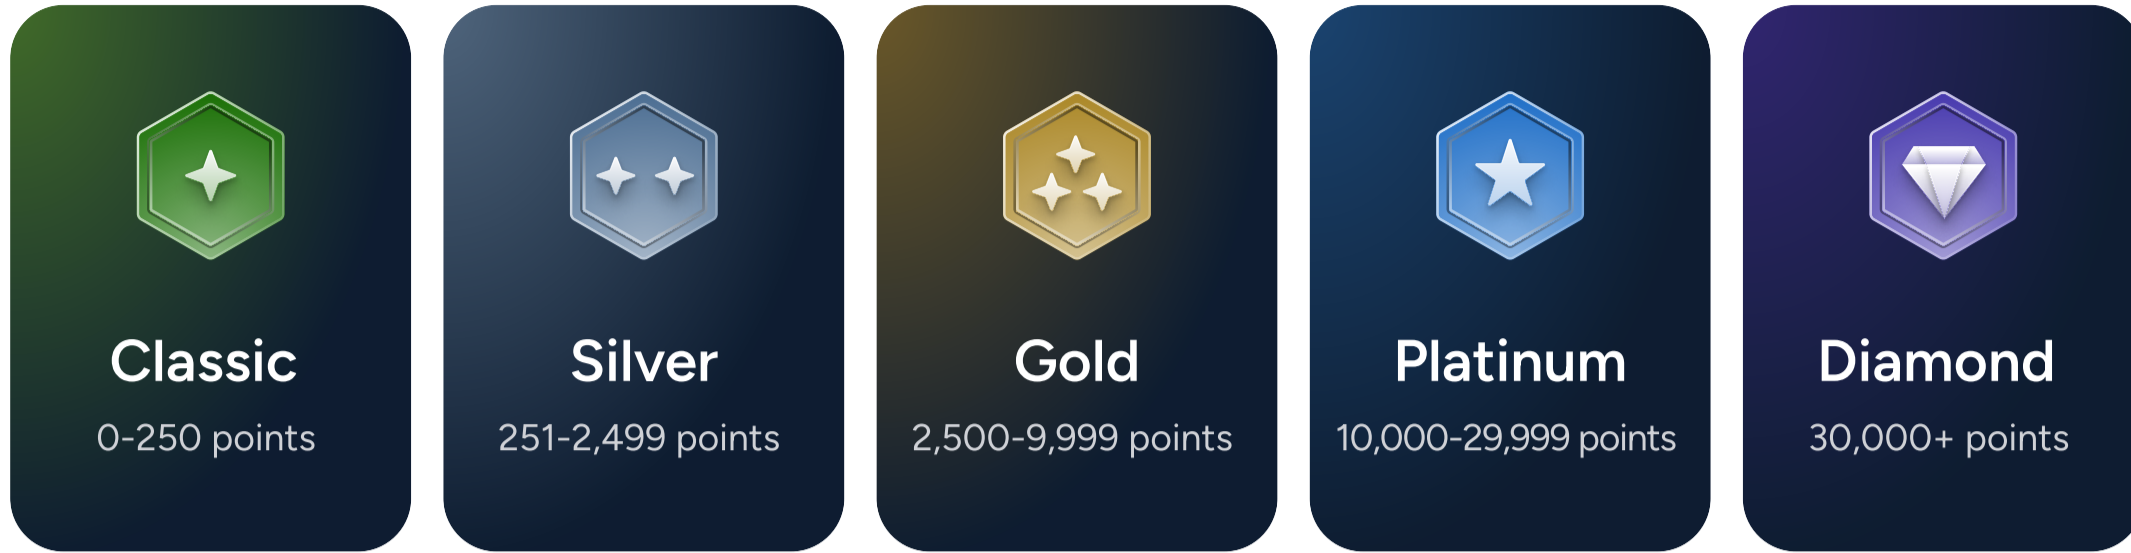 Classic
0-250 points
Silver
251-2,499 points
Gold
2,500-9,999 points
Platinum
10,000-29,999 points
Diamond
30,000+ points